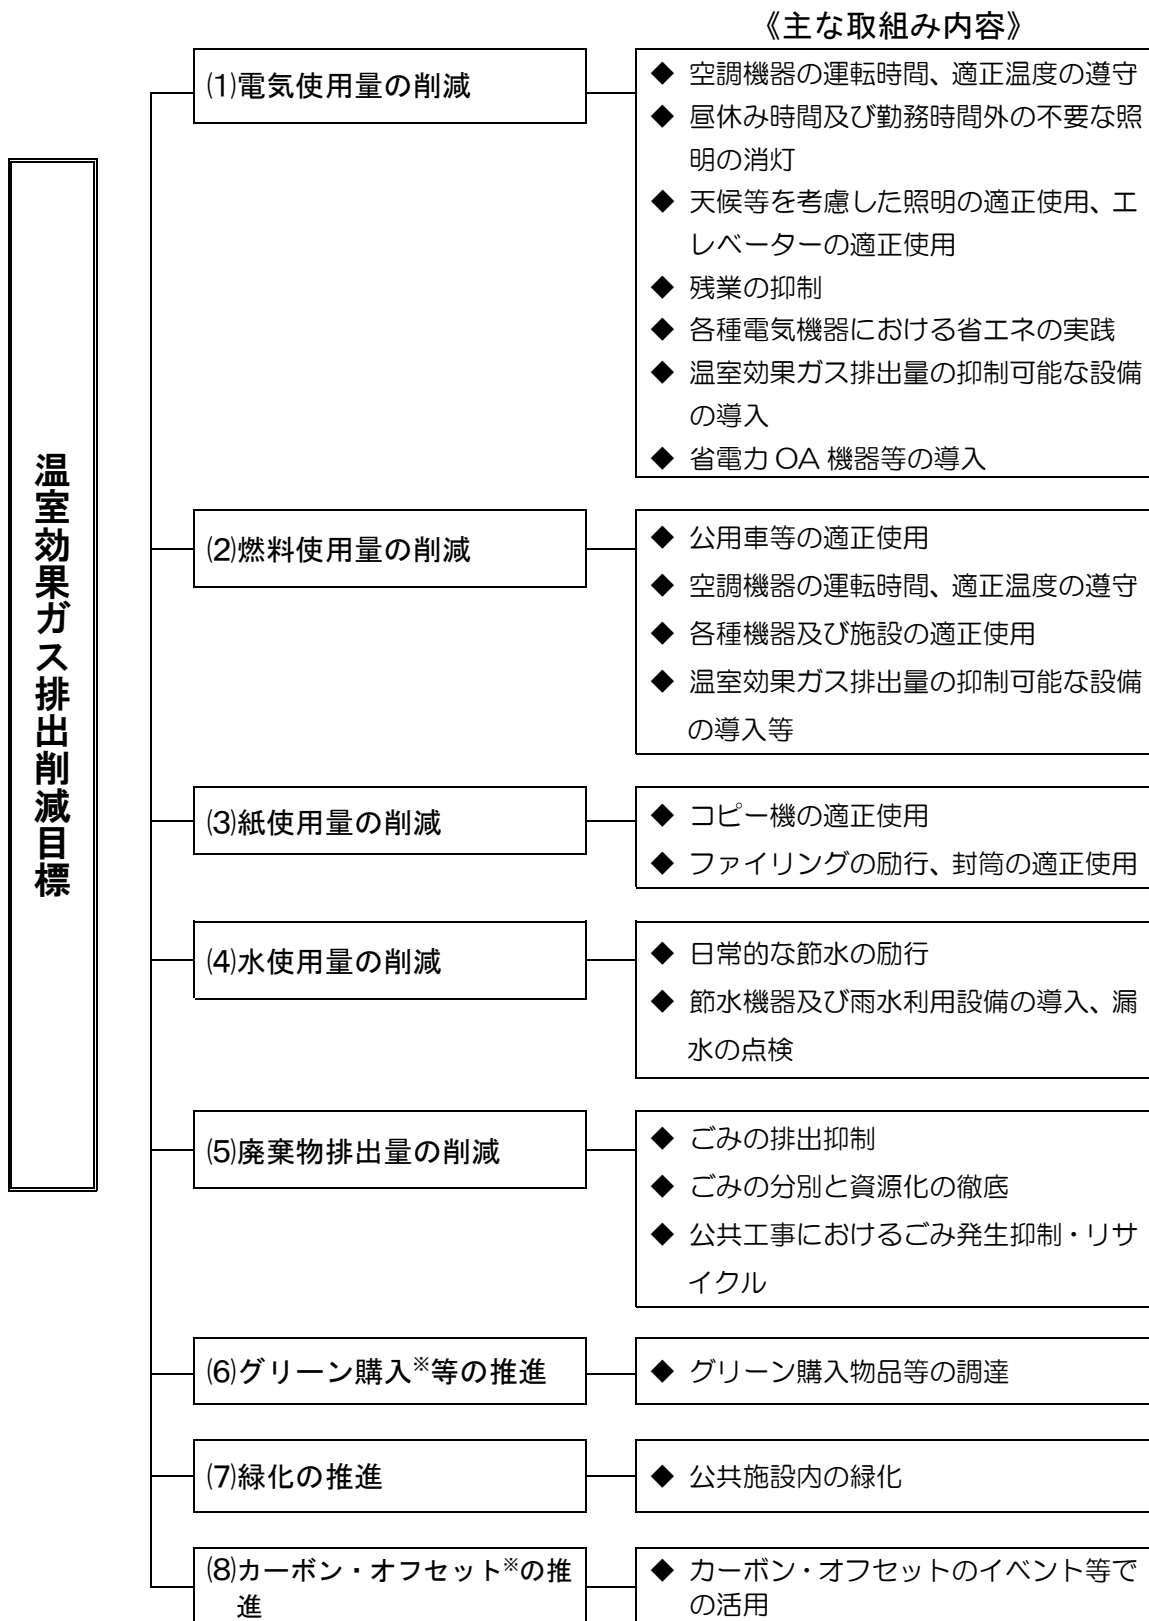 《主な取組み内容》
温室効果ガス排出削減目標
⑴電気使用量の削減
◆ 空調機器の運転時間、適正温度の遵守
◆ 昼休み時間及び勤務時間外の不要な照
明の消灯
◆ 天候等を考慮した照明の適正使用、エ
レベーターの適正使用
◆ 残業の抑制
◆ 各種電気機器における省エネの実践
◆ 温室効果ガス排出量の抑制可能な設備
の導入
◆ 省電力 OA 機器等の導入
⑵燃料使用量の削減
◆ 公用車等の適正使用
◆ 空調機器の運転時間、適正温度の遵守
◆ 各種機器及び施設の適正使用
◆ 温室効果ガス排出量の抑制可能な設備
の導入等
⑶紙使用量の削減
◆ コピー機の適正使用
◆ ファイリングの励行、封筒の適正使用
⑷水使用量の削減
◆ 日常的な節水の励行
◆ 節水機器及び雨水利用設備の導入、漏
水の点検
⑸廃棄物排出量の削減
◆ ごみの排出抑制
◆ ごみの分別と資源化の徹底
◆ 公共工事におけるごみ発生抑制・リサ
イクル
⑹グリーン購入※等の推進
◆ グリーン購入物品等の調達
⑺緑化の推進
◆ 公共施設内の緑化
⑻カーボン・オフセット※の推
進
◆ カーボン・オフセットのイベント等で
の活用